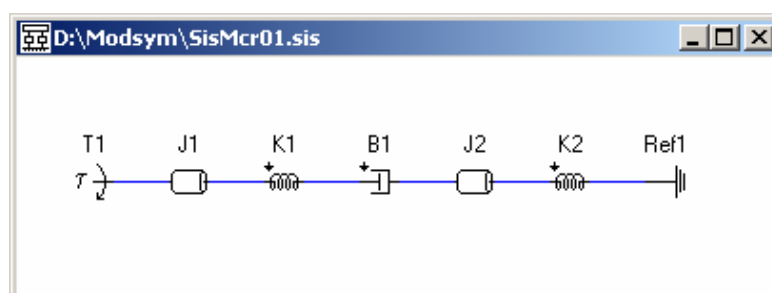 D:\Modsym\SisMcr01.sis
T1 J1 K1 B1 J2 K2 Ref1
τ